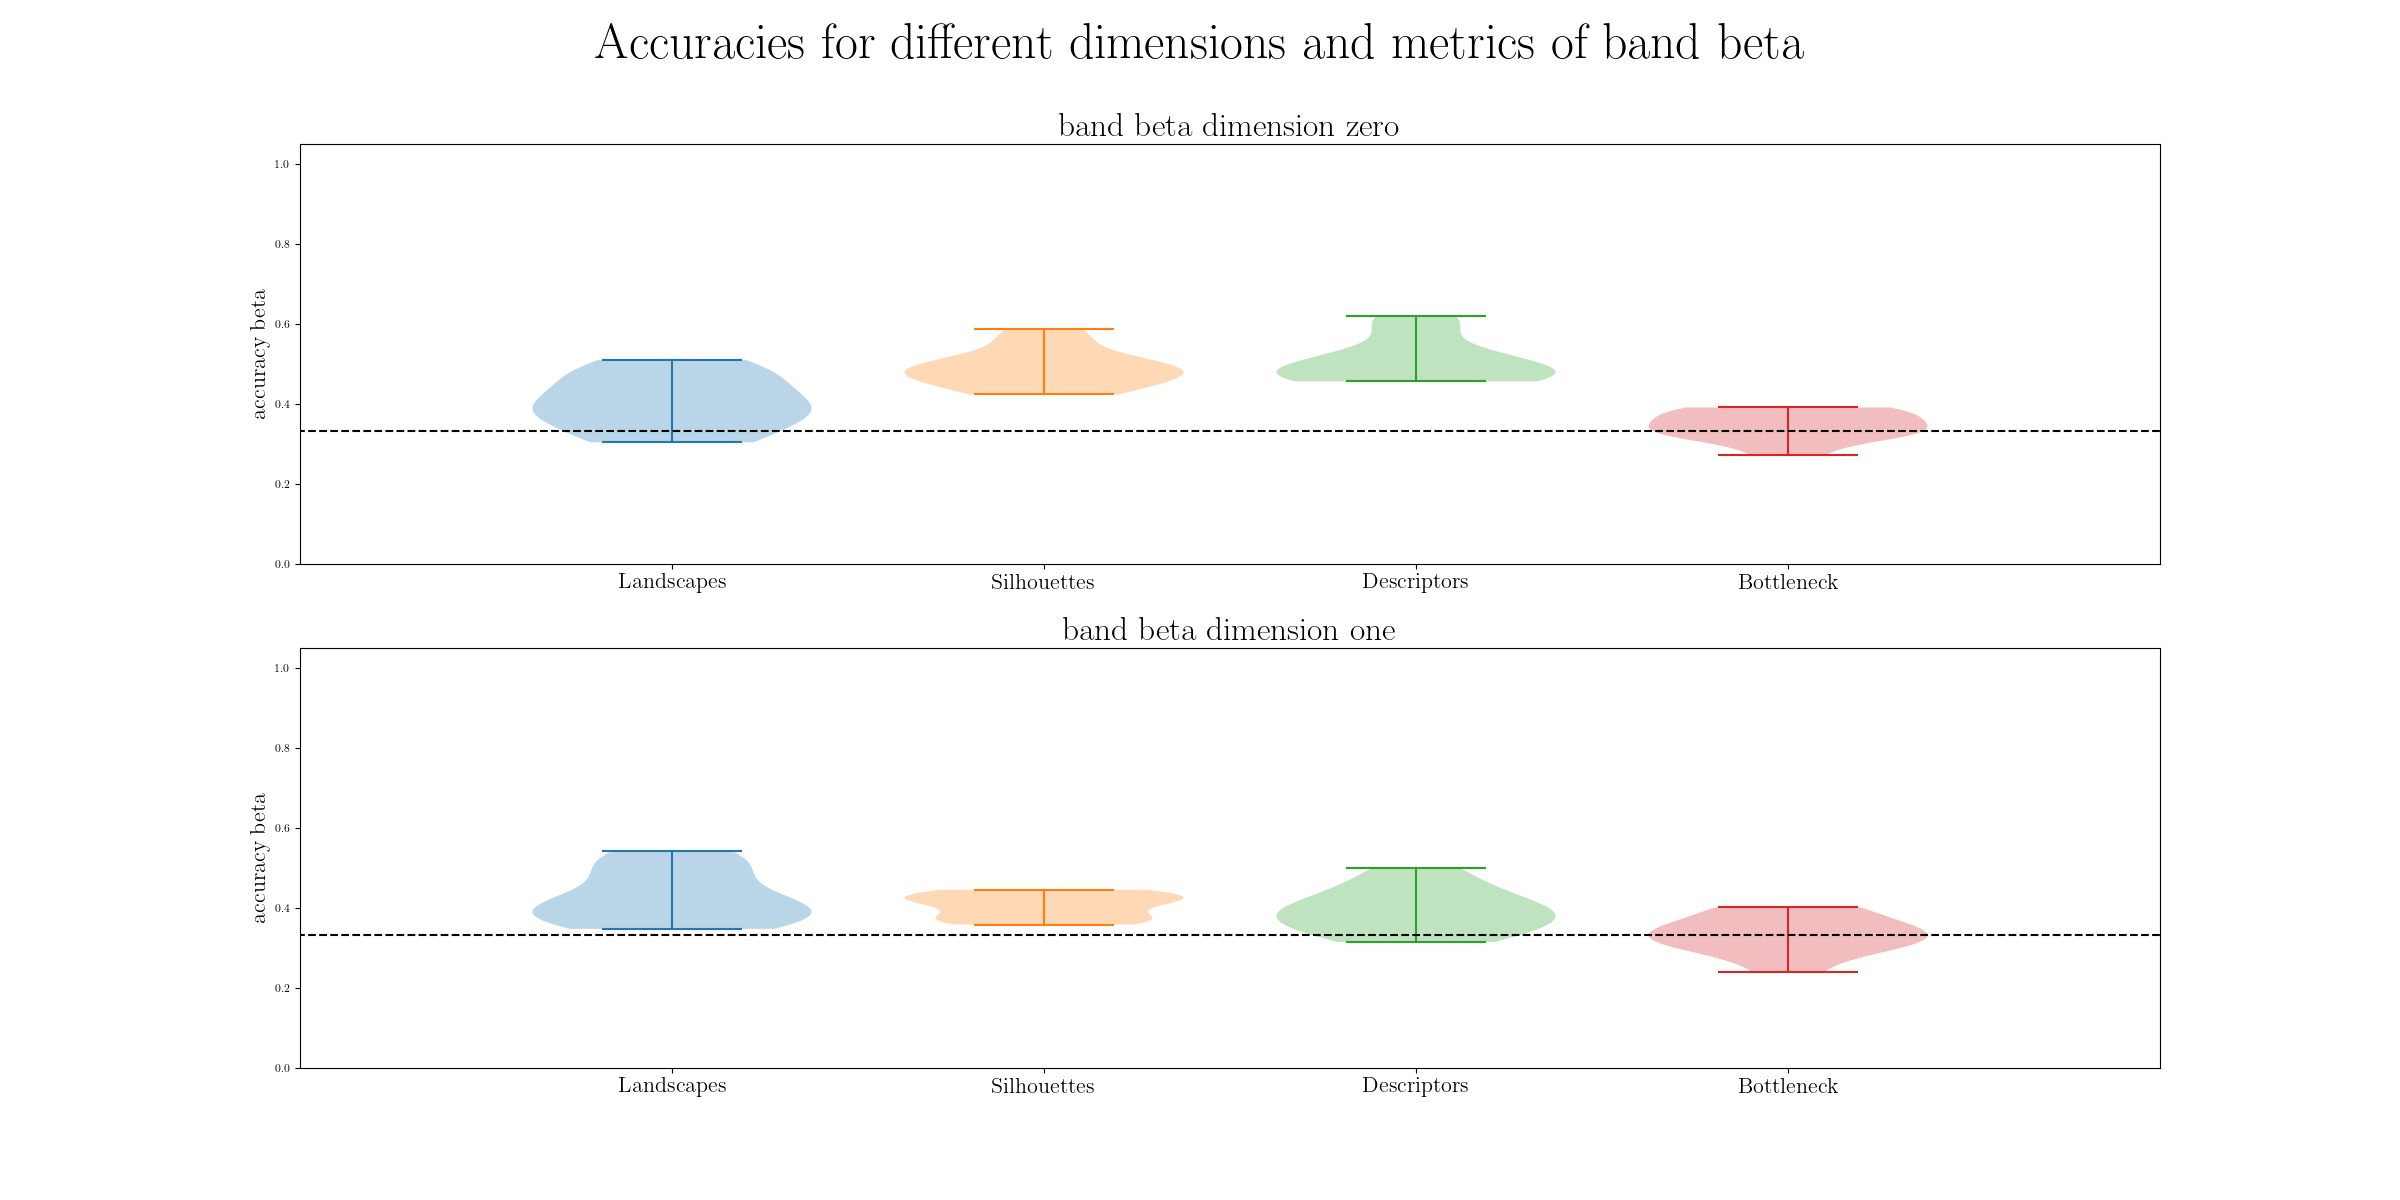 Accuracies for different dimensions and metrics of band beta
band beta dimension zero
1.0
0.8
0.6
0.4
0.2
0.0
accuracy beta
Landscapes Silhouettes Descriptors Bottleneck
band beta dimension one
1.0
0.8
0.6
0.4
0.2
0.0
accuracy beta
Landscapes Silhouettes Descriptors Bottleneck